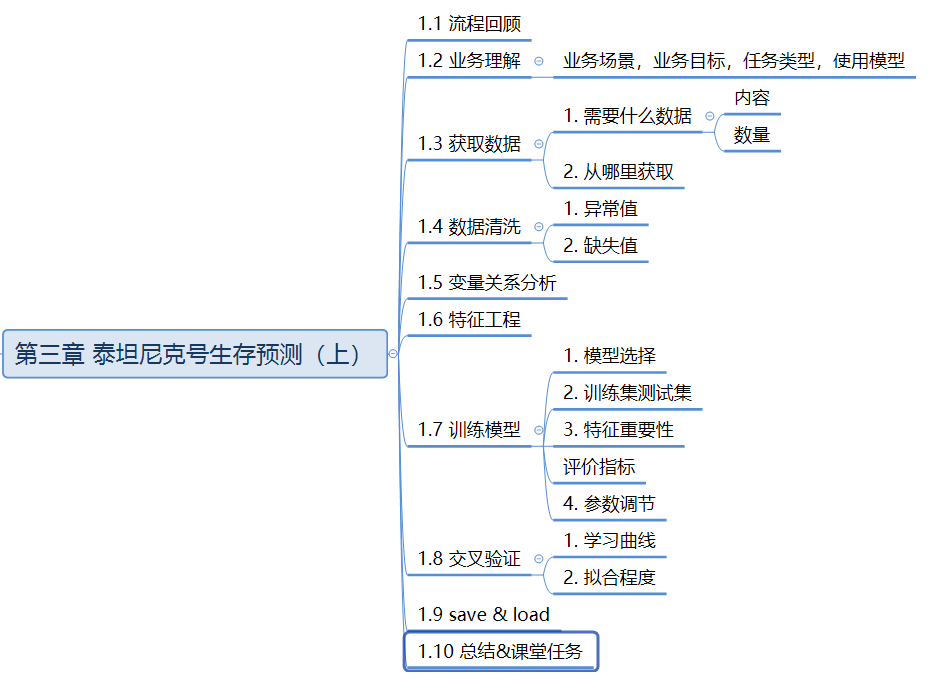 第三章 泰坦尼克号生存预测（上）
1.1 流程回顾
1.2 业务理解
业务场景，业务目标，任务类型，使用模型
1.3 获取数据
1. 需要什么数据
内容
数量
2. 从哪里获取
1.4 数据清洗
1. 异常值
2. 缺失值
1.5 变量关系分析
1.6 特征工程
1.7 训练模型
1. 模型选择
2. 训练集测试集
3. 特征重要性
评价指标
4. 参数调节
1.8 交叉验证
1. 学习曲线
2. 拟合程度
1.9 save & load
1.10 总结&课堂任务